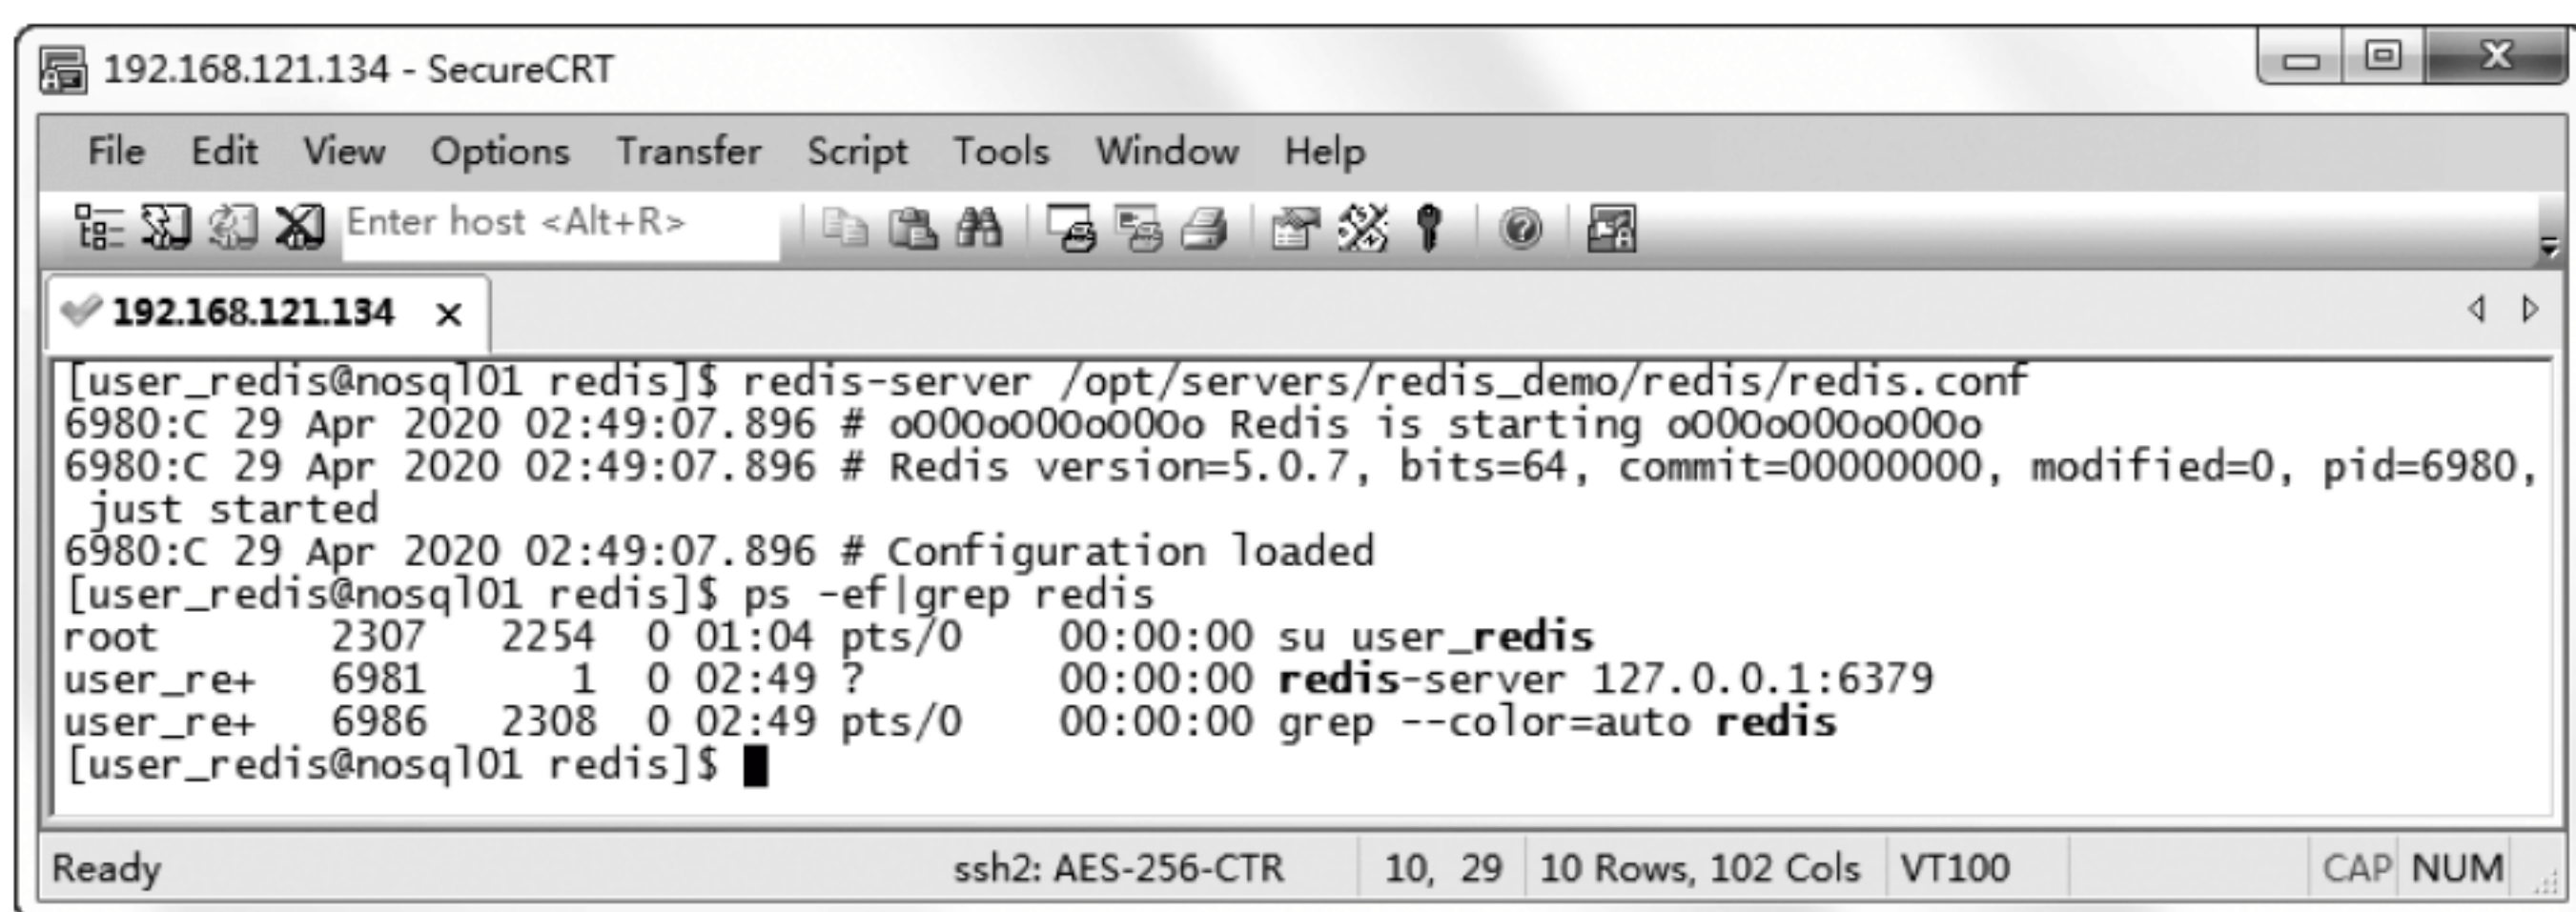 192.168.121.134 - SecureCRT
File Edit View Options Transfer Script Tools Window Help
Enter host <Alt+R>
192.168.121.134 x
[user_redis@nosql01 redis]$ redis-server /opt/servers/redis_demo/redis/redis.conf
6980:C 29 Apr 2020 02:49:07.896 # oO0OoO0OoO0Oo Redis is starting oO0OoO0OoO0Oo
6980:C 29 Apr 2020 02:49:07.896 # Redis version=5.0.7, bits=64, commit=00000000, modified=0, pid=6980,
 just started
6980:C 29 Apr 2020 02:49:07.896 # Configuration loaded
[user_redis@nosql01 redis]$ ps -ef|grep redis
root 2307 2254 0 01:04 pts/0 00:00:00 su user_redis
user_re+ 6981 1 0 02:49 ? 00:00:00 redis-server 127.0.0.1:6379
user_re+ 6986 2308 0 02:49 pts/0 00:00:00 grep --color=auto redis
[user_redis@nosql01 redis]$
Ready ssh2: AES-256-CTR 10, 29 10 Rows, 102 Cols VT100 CAP NUM